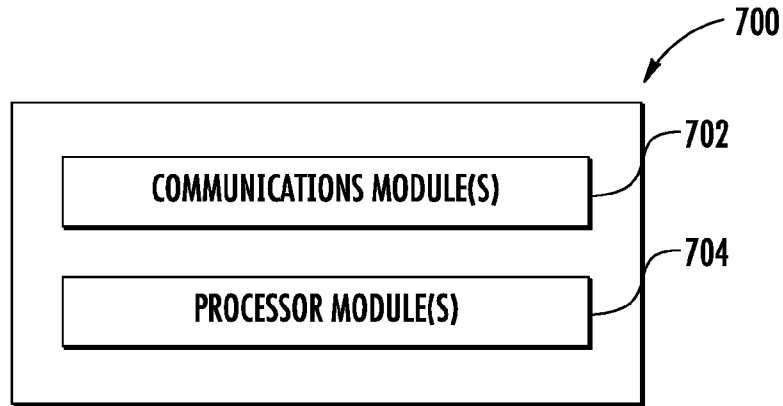 700
702
COMMUNICATIONS MODULE(S)
704
PROCESSOR MODULE(S)